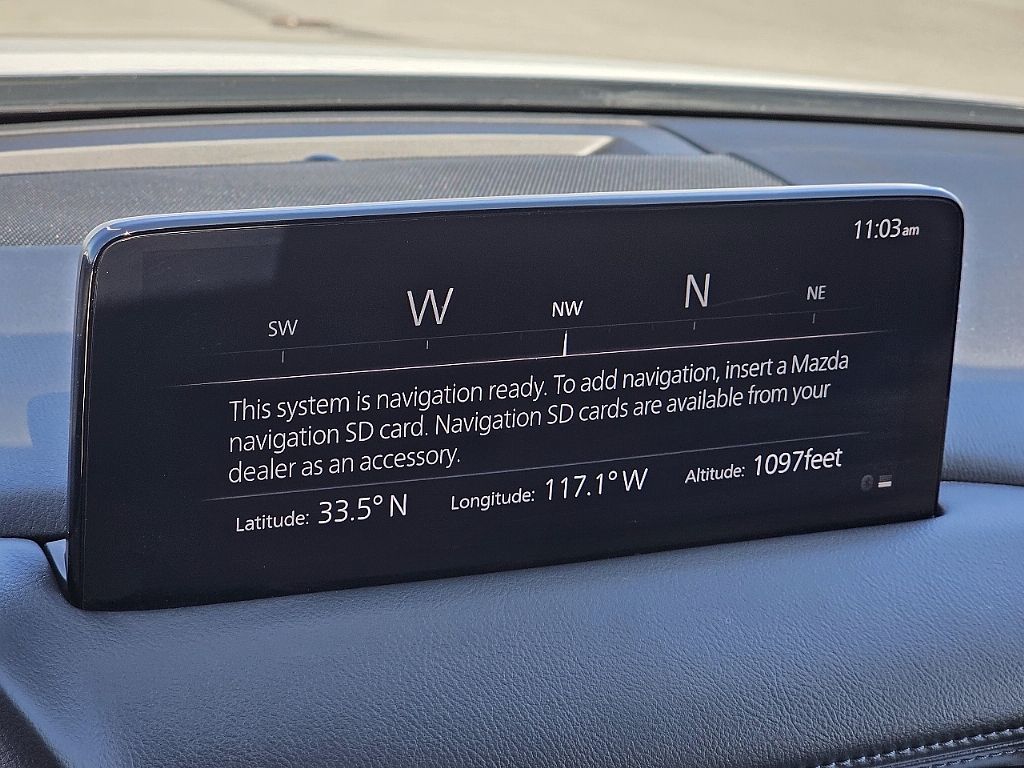 11:03am
SW W NW N NE
This system is navigation ready. To add navigation, insert a Mazda
navigation SD card. Navigation SD cards are available from your
dealer as an accessory.
Latitude: 33.5° N Longitude: 117.1° W Altitude: 1097feet